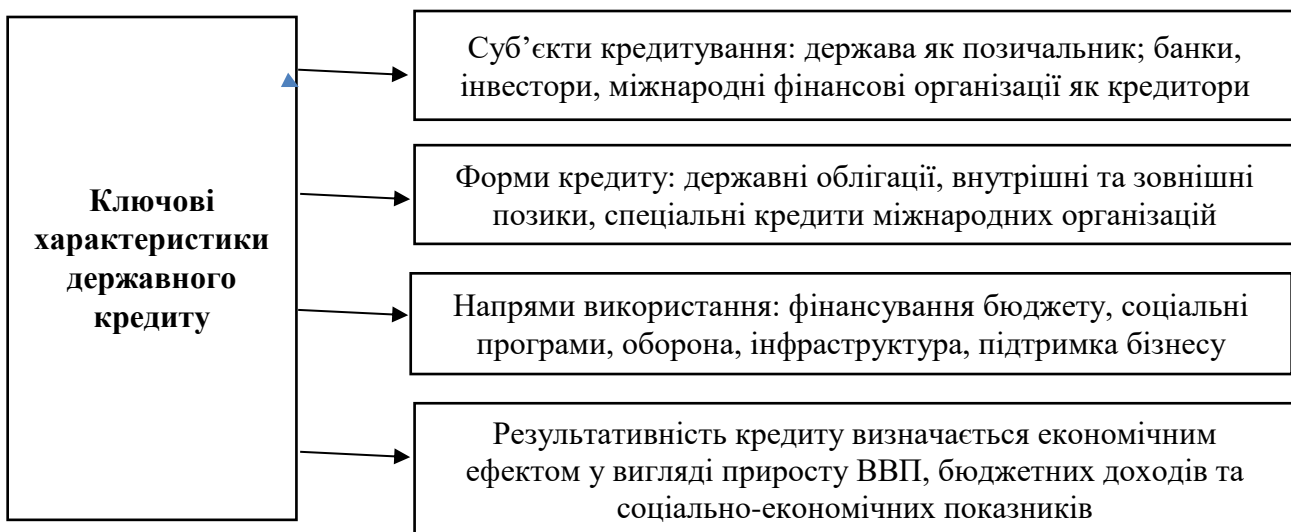 Ключові
характеристики
державного
кредиту
Суб’єкти кредитування: держава як позичальник; банки,
інвестори, міжнародні фінансові організації як кредитори
Форми кредиту: державні облігації, внутрішні та зовнішні
позики, спеціальні кредити міжнародних організацій
Напрями використання: фінансування бюджету, соціальні
програми, оборона, інфраструктура, підтримка бізнесу
Результативність кредиту визначається економічним
ефектом у вигляді приросту ВВП, бюджетних доходів та
соціально-економічних показників